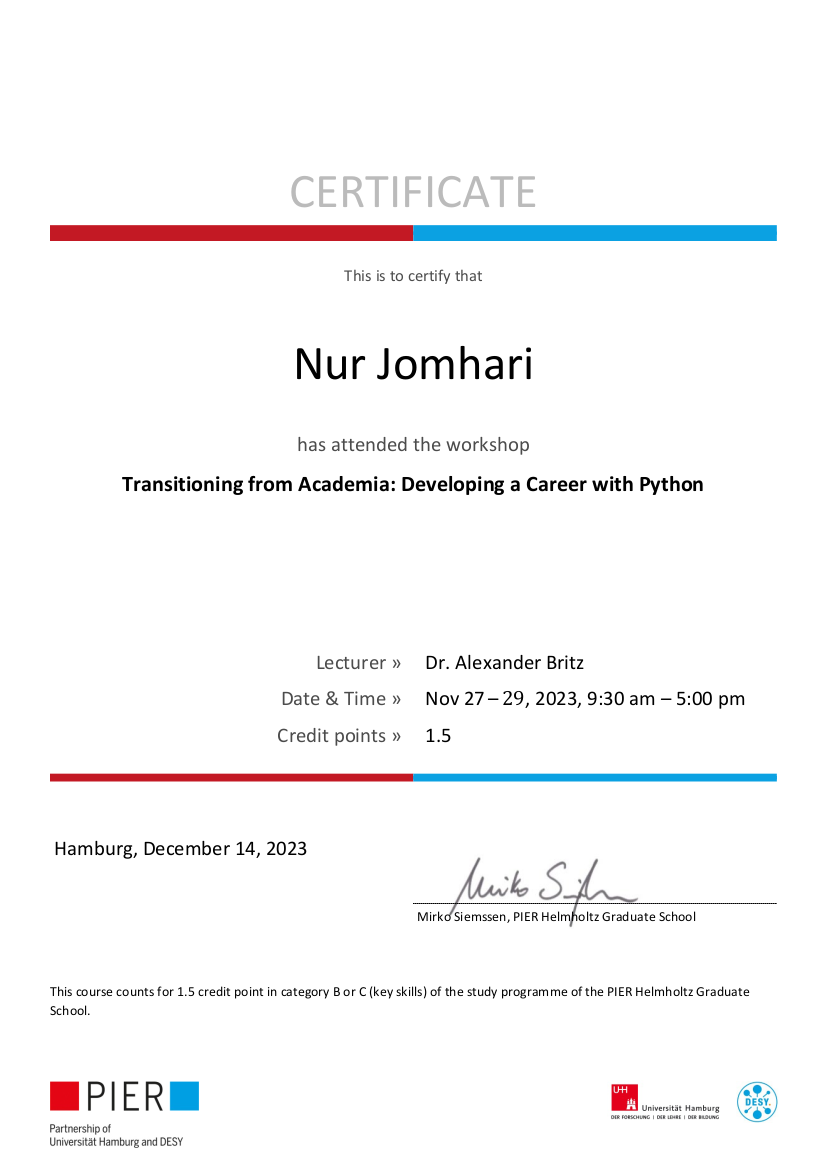 CERTIFICATE
This is to certify that
Nur Jomhari
has attended the workshop
Transitioning from Academia: Developing a Career with Python
Lecturer » Dr. Alexander Britz
Date & Time » Nov 27 – 29, 2023, 9:30 am – 5:00 pm
Credit points » 1.5
Hamburg, December 14, 2023
Mirko Siemssen, PIER Helmholtz Graduate School
This course counts for 1.5 credit point in category B or C (key skills) of the study programme of the PIER Helmholtz Graduate
School.
PIER
Partnership of
Universität Hamburg and DESY
UH
Universität Hamburg
DER FORSCHUNG | DER LEHRE | DER BILDUNG
DESY.